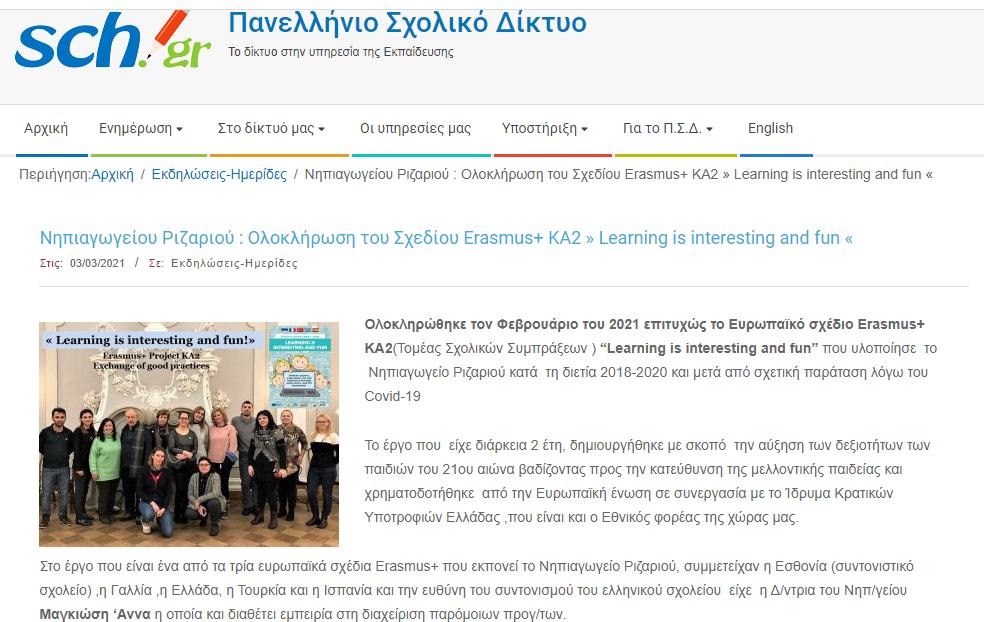 sch.gr
Πανελλήνιο Σχολικό Δίκτυο
Το δίκτυο στην υπηρεσία της Εκπαίδευσης
Αρχική Ενημέρωση Στο δίκτυό μας Οι υπηρεσίες μας Υποστήριξη Για το Π.Σ.Δ. English
Περιήγηση:Αρχική / Εκδηλώσεις-Ημερίδες / Νηπιαγωγείου Ριζαριού : Ολοκλήρωση του Σχεδίου Erasmus+ KA2 » Learning is interesting and fun «
Νηπιαγωγείου Ριζαριού : Ολοκλήρωση του Σχεδίου Erasmus+ KA2 » Learning is interesting and fun «
Στις: 03/03/2021 / Σε: Εκδηλώσεις-Ημερίδες
« Learning is interesting and fun!»
Erasmus+ Project KA2
Exchange of good practices
LEARNING IS
INTERESTING AND FUN
Ολοκληρώθηκε τον Φεβρουάριο του 2021 επιτυχώς το Ευρωπαϊκό σχέδιο Erasmus+
KA2(Τομέας Σχολικών Συμπράξεων ) “Learning is interesting and fun” που υλοποίησε το
Νηπιαγωγείο Ριζαριού κατά τη διετία 2018-2020 και μετά από σχετική παράταση λόγω του
Covid-19
Το έργο που είχε διάρκεια 2 έτη, δημιουργήθηκε με σκοπό την αύξηση των δεξιοτήτων των
παιδιών του 21ου αιώνα βαδίζοντας προς την κατεύθυνση της μελλοντικής παιδείας και
χρηματοδοτήθηκε από την Ευρωπαϊκή ένωση σε συνεργασία με το Ίδρυμα Κρατικών
Υποτροφιών Ελλάδας ,που είναι και ο Εθνικός φορέας της χώρας μας.
Στο έργο που είναι ένα από τα τρία ευρωπαϊκά σχέδια Erasmus+ που εκπονεί το Νηπιαγωγείο Ριζαριού, συμμετείχαν η Εσθονία (συντονιστικό
σχολείο) ,η Γαλλία ,η Ελλάδα, η Τουρκία και η Ισπανία και την ευθύνη του συντονισμού του ελληνικού σχολείου είχε η Δ/ντρια του Νηπ/γείου
Μαγκιώση ‘Αννα η οποία και διαθέτει εμπειρία στη διαχείριση παρόμοιων προγ/των.